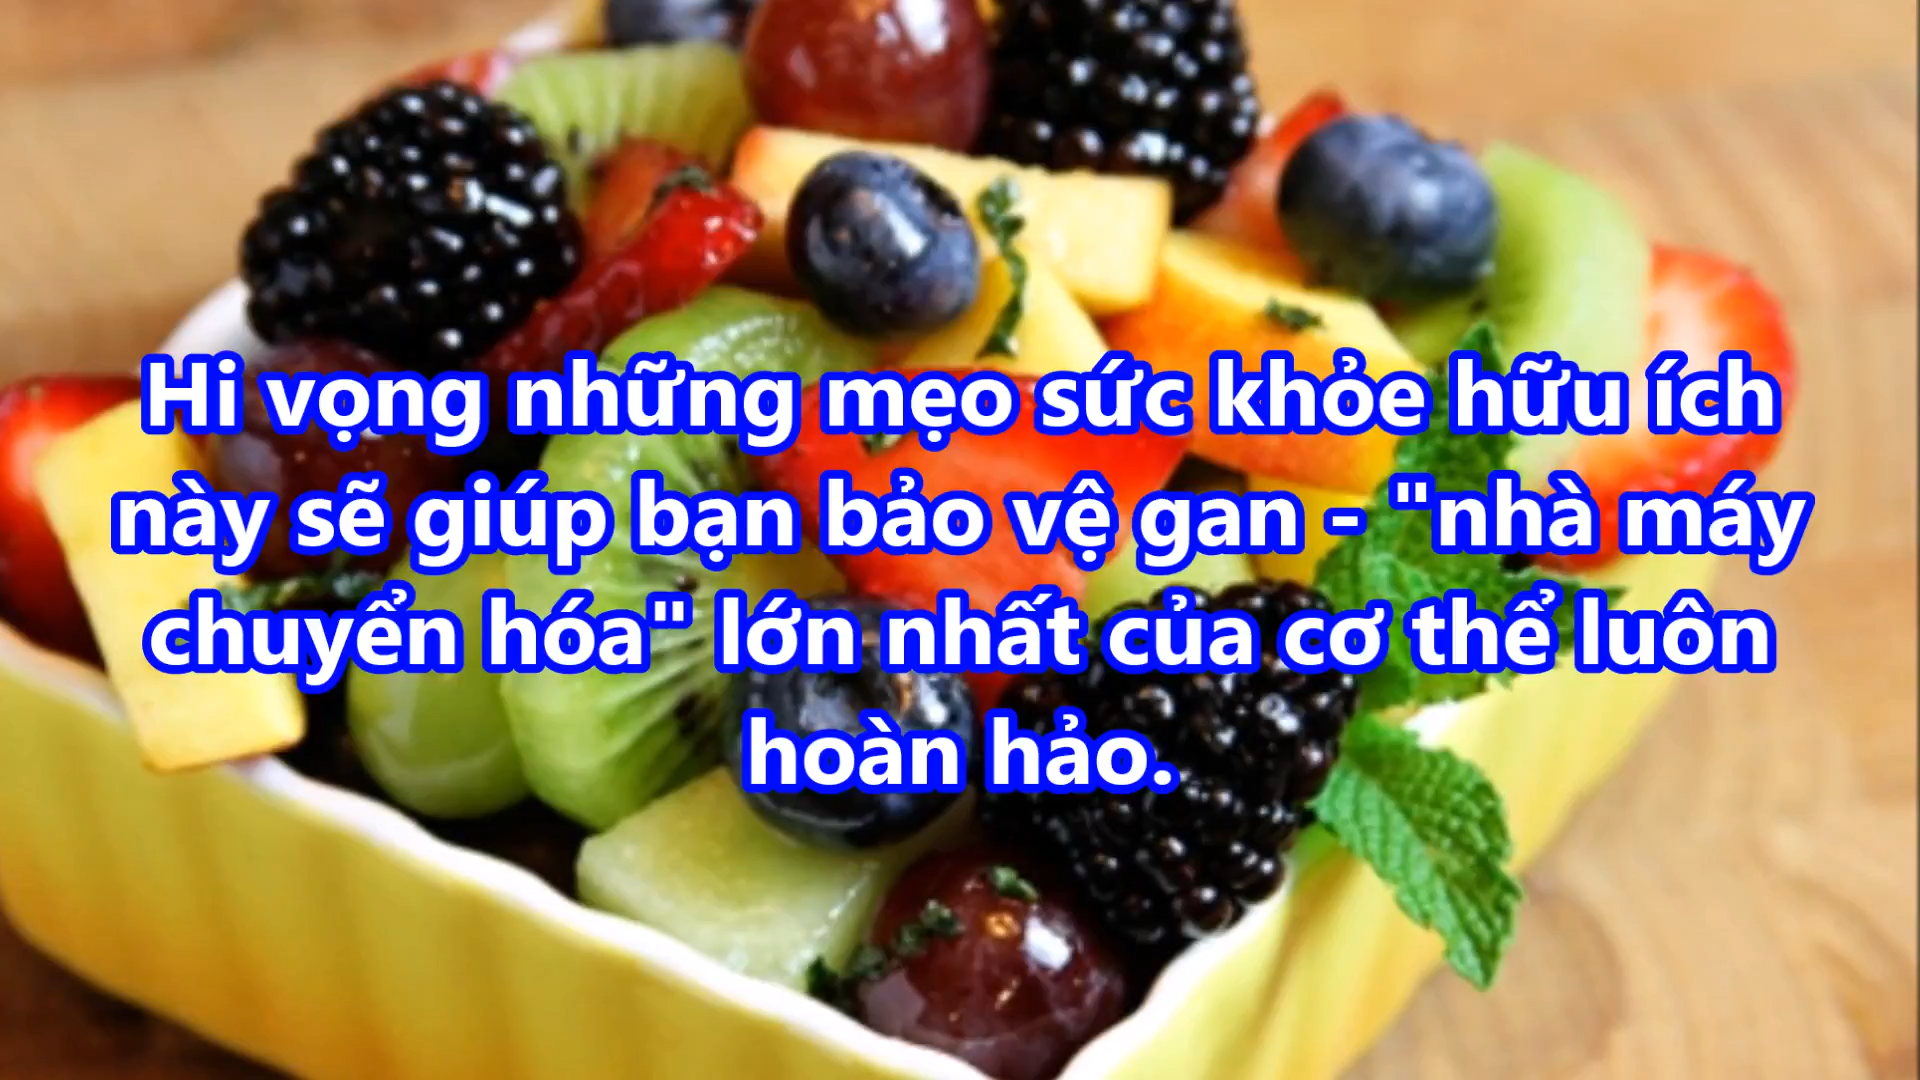 Hi vọng những mẹo sức khỏe hữu ích
này sẽ giúp bạn bảo vệ gan - "nhà máy
chuyển hóa" lớn nhất của cơ thể luôn
hoàn hảo.